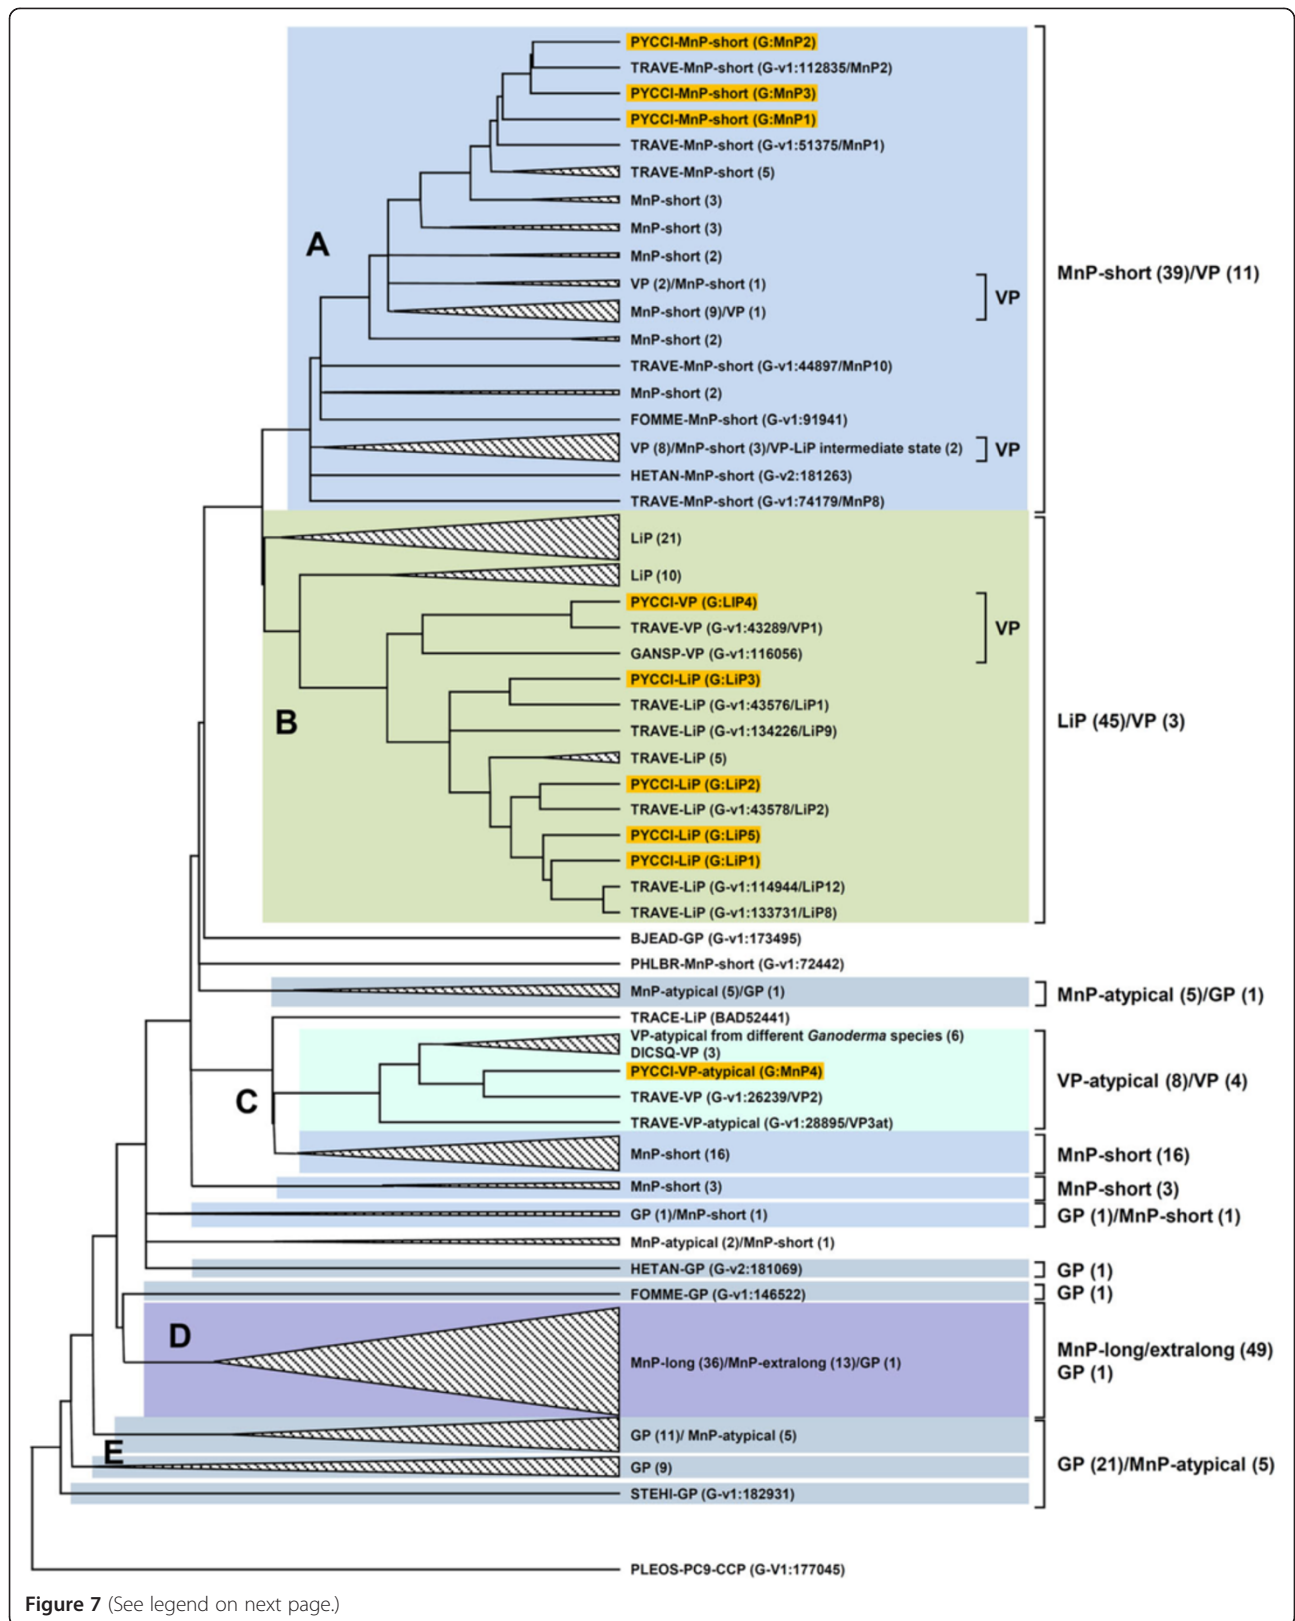 PYCCI-MnP-short (G:MnP2)
TRAVE-MnP-short (G-v1:112835/MnP2)
PYCCI-MnP-short (G:MnP3)
PYCCI-MnP-short (G:MnP1)
TRAVE-MnP-short (G-v1:51375/MnP1)
TRAVE-MnP-short (5)
MnP-short (3)
MnP-short (3)
A
MnP-short (2)
MnP-short (39)/VP (11)
VP (2)/MnP-short (1)
VP
MnP-short (9)/VP (1)
MnP-short (2)
TRAVE-MnP-short (G-v1:44897/MnP10)
MnP-short (2)
FOMME-MnP-short (G-v1:91941)
VP (8)/MnP-short (3)/VP-LiP intermediate state (2)
VP
HETAN-MnP-short (G-v2:181263)
TRAVE-MnP-short (G-v1:74179/MnP8)
LiP (21)
LiP (10)
PYCCI-VP (G:LIP4)
TRAVE-VP (G-v1:43289/VP1)
VP
GANSP-VP (G-v1:116056)
PYCCI-LiP (G:LiP3)
TRAVE-LiP (G-v1:43576/LiP1)
B
LiP (45)/VP (3)
TRAVE-LiP (G-v1:134226/LiP9)
TRAVE-LiP (5)
PYCCI-LiP (G:LiP2)
TRAVE-LiP (G-v1:43578/LiP2)
PYCCI-LiP (G:LiP5)
PYCCI-LiP (G:LiP1)
TRAVE-LiP (G-v1:114944/LiP12)
TRAVE-LiP (G-v1:133731/LiP8)
BJEAD-GP (G-v1:173495)
PHLBR-MnP-short (G-v1:72442)
MnP-atypical (5)/GP (1)
MnP-atypical (5)/GP (1)
TRACE-LiP (BAD52441)
VP-atypical from different Ganoderma species (6)
DICSQ-VP (3)
PYCCI-VP-atypical (G:MnP4)
VP-atypical (8)/VP (4)
C
TRAVE-VP (G-v1:26239/VP2)
TRAVE-VP-atypical (G-v1:28895/VP3at)
MnP-short (16)
MnP-short (16)
MnP-short (3)
MnP-short (3)
GP (1)/MnP-short (1)
GP (1)/MnP-short (1)
MnP-atypical (2)/MnP-short (1)
HETAN-GP (G-v2:181069)
GP (1)
FOMME-GP (G-v1:146522)
GP (1)
D
MnP-long (36)/MnP-extralong (13)/GP (1)
MnP-long/extralong (49)
GP (1)
GP (11)/ MnP-atypical (5)
E
GP (9)
GP (21)/MnP-atypical (5)
STEHI-GP (G-v1:182931)
PLEOS-PC9-CCP (G-V1:177045)
Figure 7 (See legend on next page.)